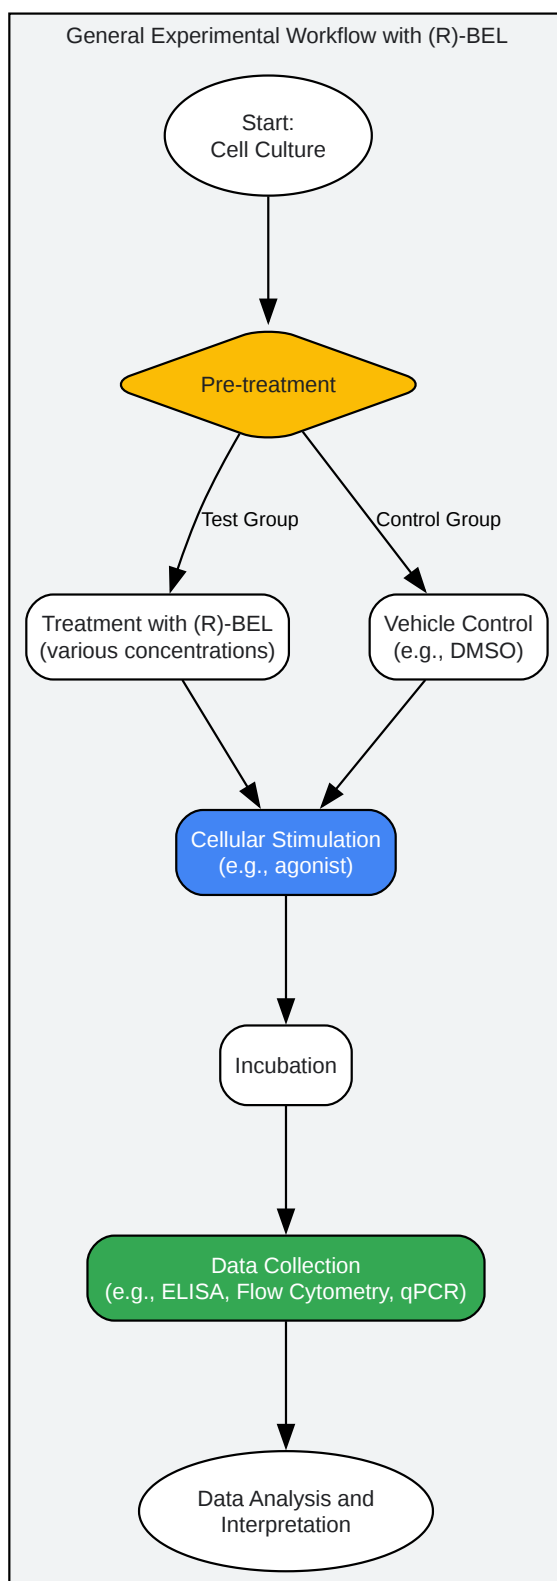 General Experimental Workflow with (R)-BEL
Start:
Cell Culture
Pre-treatment
Test Group
Control Group
Treatment with (R)-BEL
(various concentrations)
Vehicle Control
(e.g., DMSO)
Cellular Stimulation
(e.g., agonist)
Incubation
Data Collection
(e.g., ELISA, Flow Cytometry, qPCR)
Data Analysis and
Interpretation